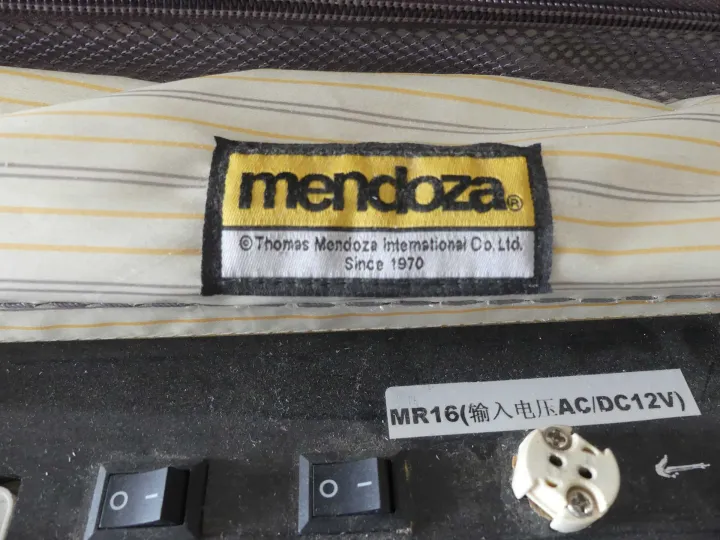 mendoza®
©Thomas Mendoza International Co. Ltd.
Since 1970
MR16(输入电压AC/DC12V)